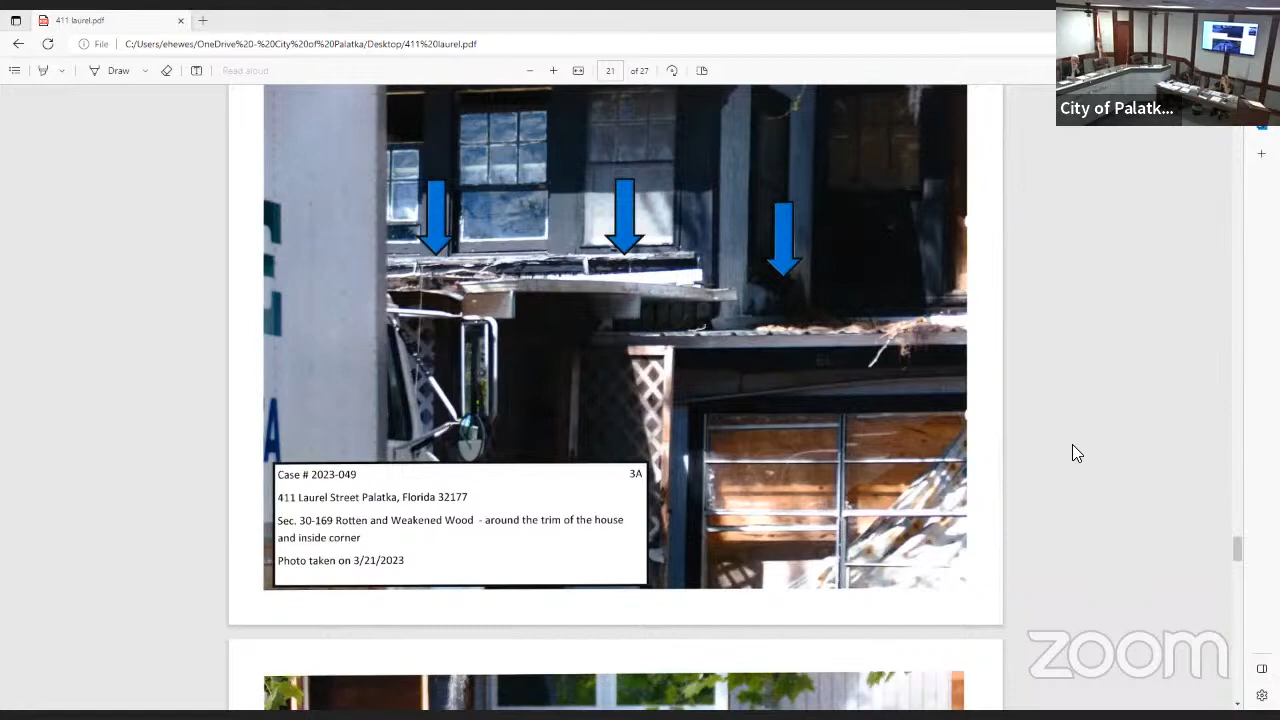 411 laurel.pdf
File
C:/Users/ehewes/OneDrive%20-%20City%20of%20Palatka/Desktop/411%20laurel.pdf
Draw
Read aloud
21
of 27
City of Palatk...
A
Case # 2023-049
3A
411 Laurel Street Palatka, Florida 32177
Sec. 30-169 Rotten and Weakened Wood - around the trim of the house
and inside corner
Photo taken on 3/21/2023
zoom